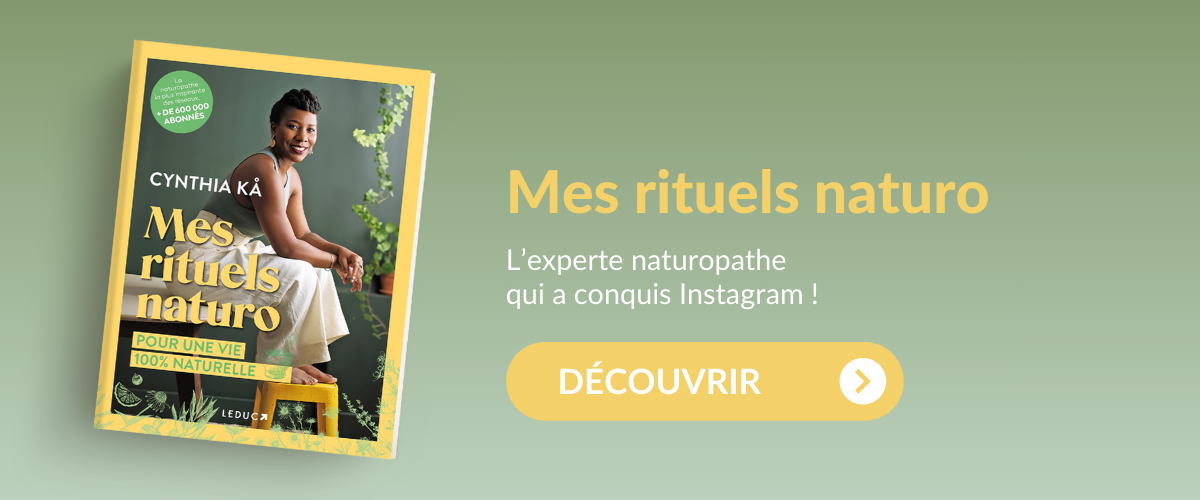 La
naturopathe
la plus inspirante
des réseaux,
+ DE 600 000
ABONNÉS
CYNTHIA KÅ
Mes
rituels
naturo
POUR UNE VIE
100% NATURELLE
LEDUC
Mes rituels naturo
L’experte naturopathe
qui a conquis Instagram !
DÉCOUVRIR